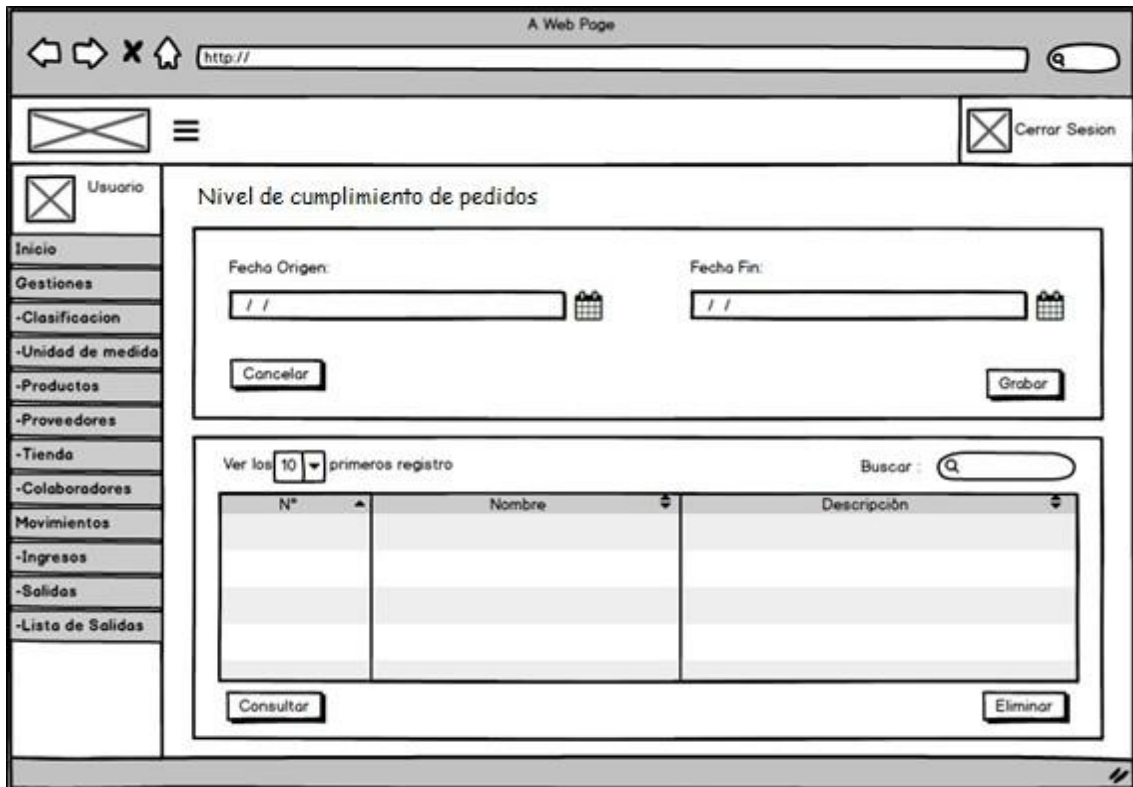 A Web Page
http://
Cerrar Sesion
Usuario
Inicio
Gestiones
-Clasificacion
-Unidad de medida
-Productos
-Proveedores
-Tienda
-Colaboradores
Movimientos
-Ingresos
-Salidas
-Lista de Salidas
Nivel de cumplimiento de pedidos
Fecha Origen: Fecha Fin:
/ / / /
Cancelar Grabar
Ver los 10 primeros registro Buscar :
N° Nombre Descripción
Consultar Eliminar